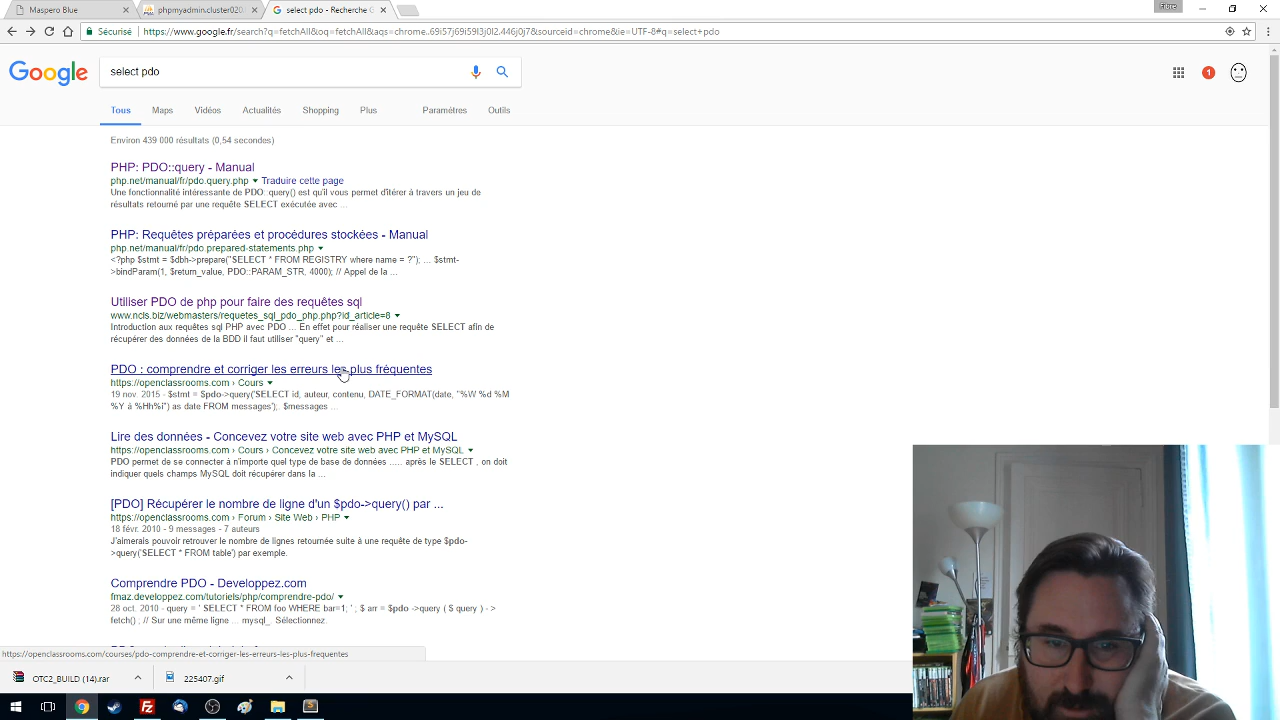 Maspero Blue
phpmyadmin.cluster020.
select pdo - Recherche G
Filtres
Sécurisé
https://www.google.fr/search?q=fetchAll&oq=fetchAll&aqs=chrome..69i57j69i59l3j0l2.446j0j7&sourceid=chrome&ie=UTF-8#q=select+pdo
Google
select pdo
1
Tous Maps Vidéos Actualités Shopping Plus Paramètres Outils
Environ 439 000 résultats (0,54 secondes)
PHP: PDO::query - Manual
php.net/manual/fr/pdo.query.php ▾ Traduire cette page
Une fonctionnalité intéressante de PDO: query() est qu'il vous permet d'itérer à travers un jeu de
résultats retourné par une requête SELECT exécutée avec ...
PHP: Requêtes préparées et procédures stockées - Manual
php.net/manual/fr/pdo.prepared-statements.php ▾
<?php $stmt = $dbh->prepare("SELECT * FROM REGISTRY where name = ?"); ... $stmt-
>bindParam(1, $return_value, PDO::PARAM_STR, 4000); // Appel de la ...
Utiliser PDO de php pour faire des requêtes sql
www.ncls.biz/webmasters/requetes_sql_pdo_php.php?id_article=8 ▾
Introduction aux requêtes sql PHP avec PDO ... En effet pour réaliser une requête SELECT afin de
récupérer des données de la BDD il faut utiliser "query" et ...
PDO : comprendre et corriger les erreurs les plus fréquentes
https://openclassrooms.com › Cours ▾
19 nov. 2015 - $stmt = $pdo->query('SELECT id, auteur, contenu, DATE_FORMAT(date, "%W %d %M
%Y à %Hh%i") as date FROM messages'); $messages ...
Lire des données - Concevez votre site web avec PHP et MySQL
https://openclassrooms.com › Cours › Concevez votre site web avec PHP et MySQL ▾
PDO permet de se connecter à n'importe quel type de base de données ..... après le SELECT , on doit
indiquer quels champs MySQL doit récupérer dans la ...
[PDO] Récupérer le nombre de ligne d'un $pdo->query() par ...
https://openclassrooms.com › Forum › Site Web › PHP ▾
18 févr. 2010 - 9 messages - 7 auteurs
J'aimerais pouvoir retrouver le nombre de lignes retournée suite à une requête de type $pdo-
>query('SELECT * FROM table') par exemple.
Comprendre PDO - Developpez.com
fmaz.developpez.com/tutoriels/php/comprendre-pdo/ ▾
28 oct. 2010 - query = ' SELECT * FROM foo WHERE bar=1; ' ; $ arr = $pdo ->query ( $ query ) - >
fetch() ; // Sur une même ligne ... mysql_. Sélectionnez.
https://openclassrooms.com/courses/pdo-comprendre-et-corriger-les-erreurs-les-plus-frequentes
OTC2_BUILD (14).rar
225407.gif